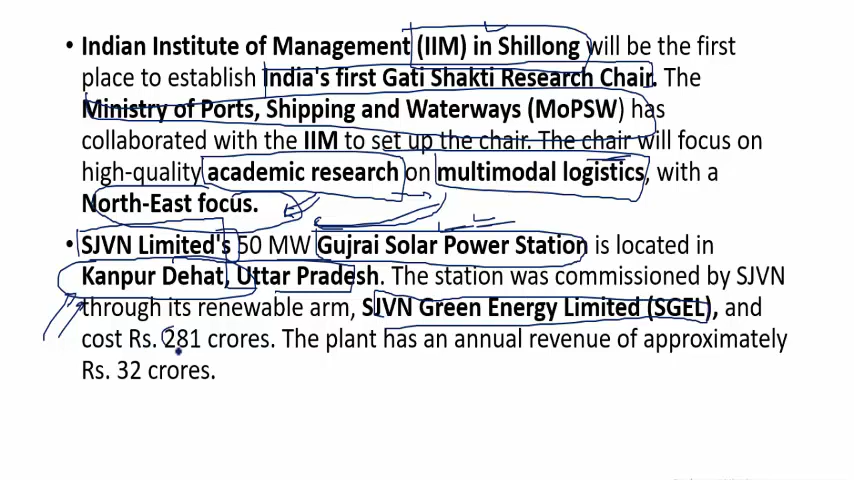 • Indian Institute of Management (IIM) in Shillong will be the first
place to establish India's first Gati Shakti Research Chair. The
Ministry of Ports, Shipping and Waterways (MoPSW) has
collaborated with the IIM to set up the chair. The chair will focus on
high-quality academic research on multimodal logistics, with a
North-East focus.
• SJVN Limited's 50 MW Gujrai Solar Power Station is located in
Kanpur Dehat, Uttar Pradesh. The station was commissioned by SJVN
through its renewable arm, SJVN Green Energy Limited (SGEL), and
cost Rs. 281 crores. The plant has an annual revenue of approximately
Rs. 32 crores.